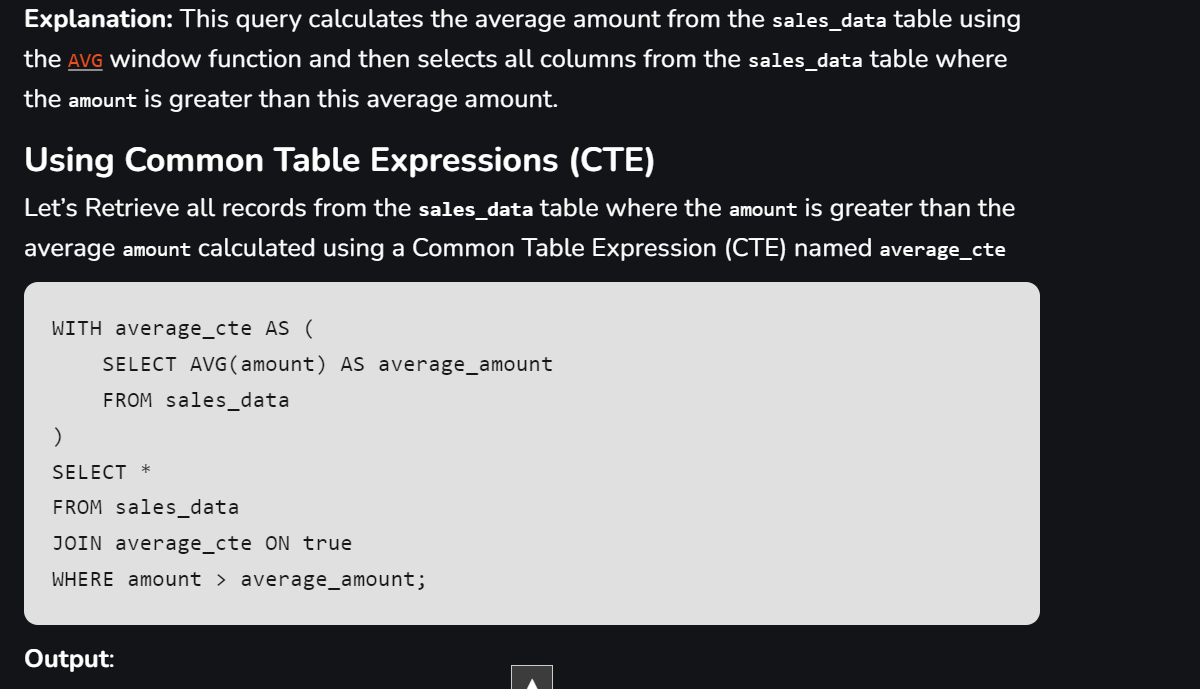 Explanation: This query calculates the average amount from the sales_data table using
the AVG window function and then selects all columns from the sales_data table where
the amount is greater than this average amount.
Using Common Table Expressions (CTE)
Let’s Retrieve all records from the sales_data table where the amount is greater than the
average amount calculated using a Common Table Expression (CTE) named average_cte
WITH average_cte AS (
    SELECT AVG(amount) AS average_amount
    FROM sales_data
)
SELECT *
FROM sales_data
JOIN average_cte ON true
WHERE amount > average_amount;
Output: